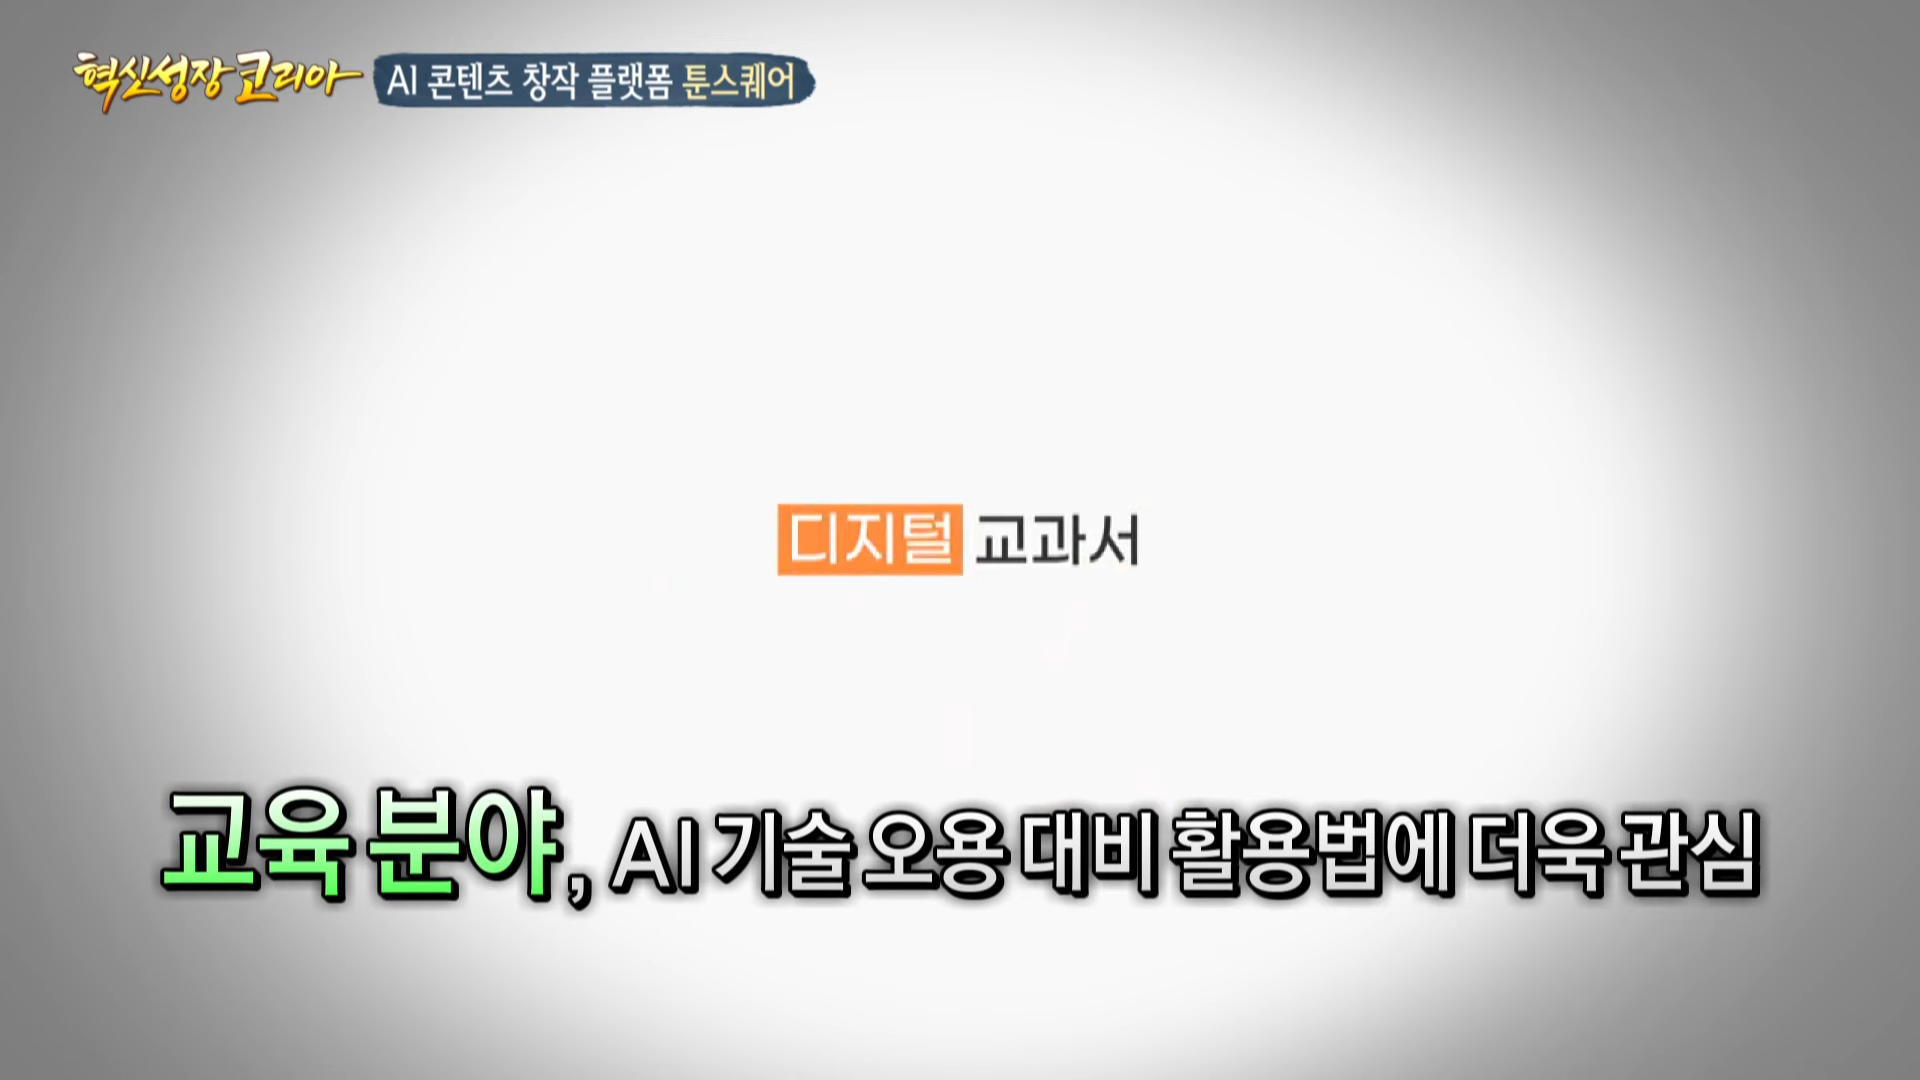 혁신성장 코리아 AI 콘텐츠 창작 플랫폼 툰스퀘어
디지털 교과서
교육 분야, AI 기술 오용 대비 활용법에 더욱 관심